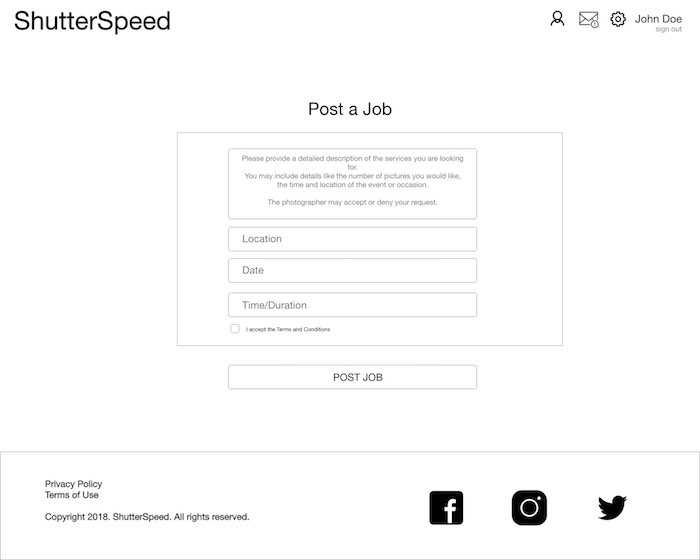 ShutterSpeed
John Doe
sign out
Post a Job
Please provide a detailed description of the services you are looking
for.
You may include details like the number of pictures you would like,
the time and location of the event or occasion.
The photographer may accept or deny your request.
Location
Date
Time/Duration
I accept the Terms and Conditions
POST JOB
Privacy Policy
Terms of Use
Copyright 2018. ShutterSpeed. All rights reserved.